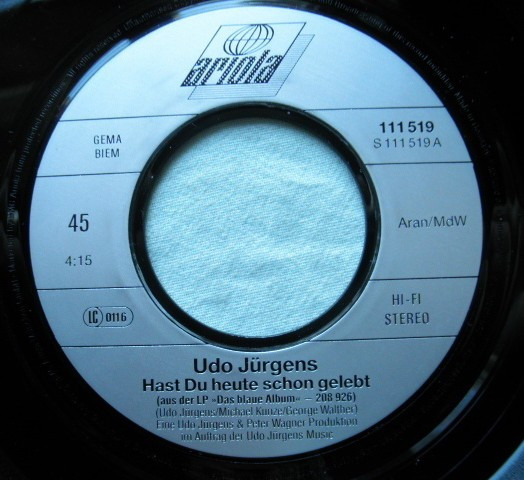 ariola
GEMA
BIEM
111 519
S 111 519 A
45
Aran/MdW
4:15
LC 0116
HI-FI
STEREO
Udo Jürgens
Hast Du heute schon gelebt
(aus der LP »Das blaue Album« – 208 926)
(Udo Jürgens/Michael Kunze/George Walther)
Eine Udo Jürgens & Peter Wagner Produktion
im Auftrag der Udo Jürgens Music